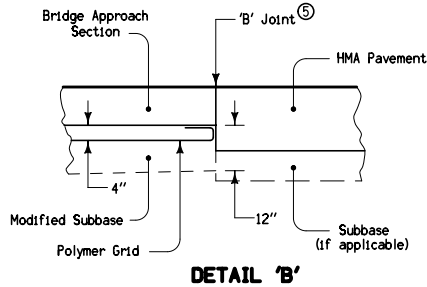 Bridge Approach
Section
'B' Joint 5
HMA Pavement
4"
12"
Modified Subbase
Polymer Grid
Subbase
(if applicable)
DETAIL 'B'